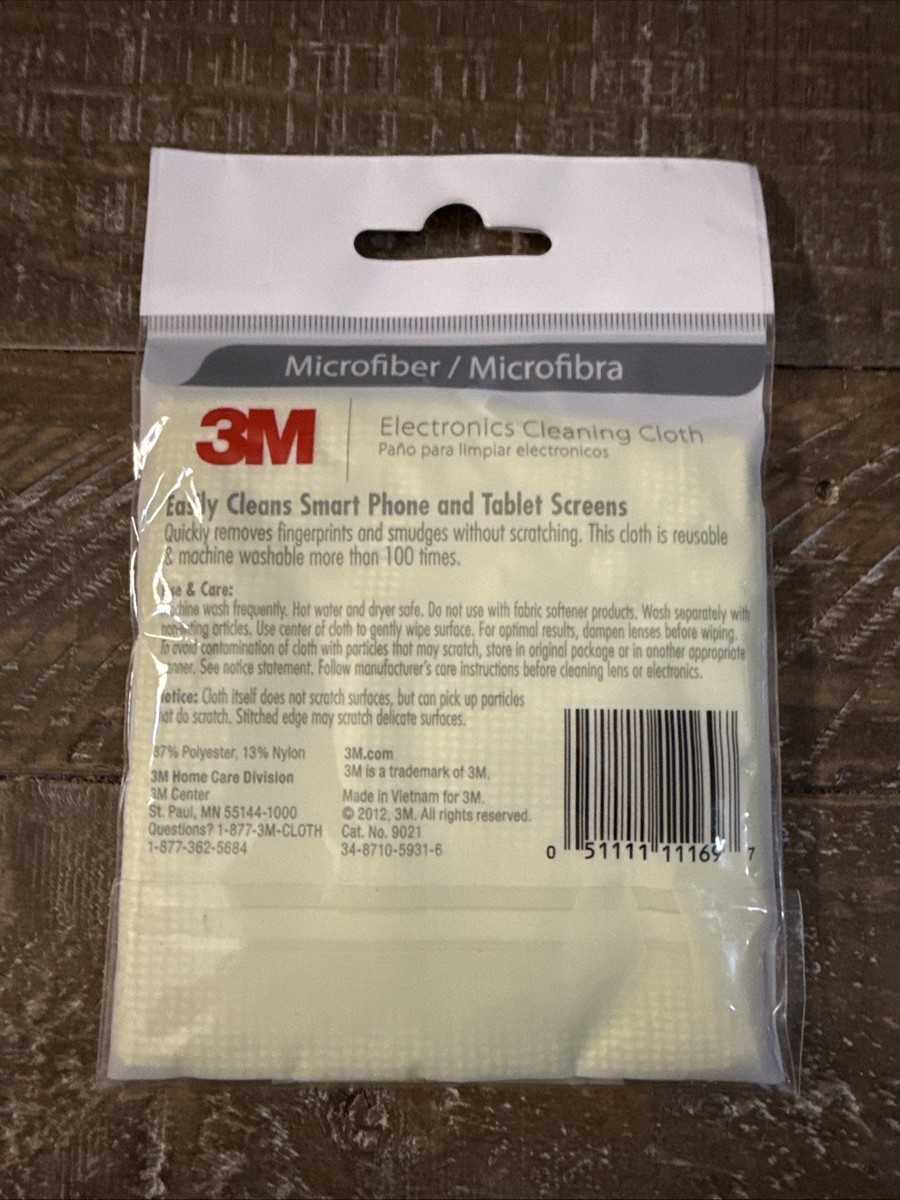 Microfiber / Microfibra
3M
Electronics Cleaning Cloth
Paño para limpiar electronicos
Easily Cleans Smart Phone and Tablet Screens
Quickly removes fingerprints and smudges without scratching. This cloth is reusable
& machine washable more than 100 times.
Use & Care:
Machine wash frequently. Hot water and dryer safe. Do not use with fabric softener products. Wash separately with
non-linting articles. Use center of cloth to gently wipe surface. For optimal results, dampen lenses before wiping.
To avoid contamination of cloth with particles that may scratch, store in original package or in another appropriate
manner. See notice statement. Follow manufacturer's care instructions before cleaning lens or electronics.
Notice: Cloth itself does not scratch surfaces, but can pick up particles
that do scratch. Stitched edge may scratch delicate surfaces.
87% Polyester, 13% Nylon
3M Home Care Division
3M Center
St. Paul, MN 55144-1000
Questions? 1-877-3M-CLOTH
1-877-362-5684
3M.com
3M is a trademark of 3M.
Made in Vietnam for 3M.
© 2012, 3M. All rights reserved.
Cat. No. 9021
34-8710-5931-6
0 51111 11169 7